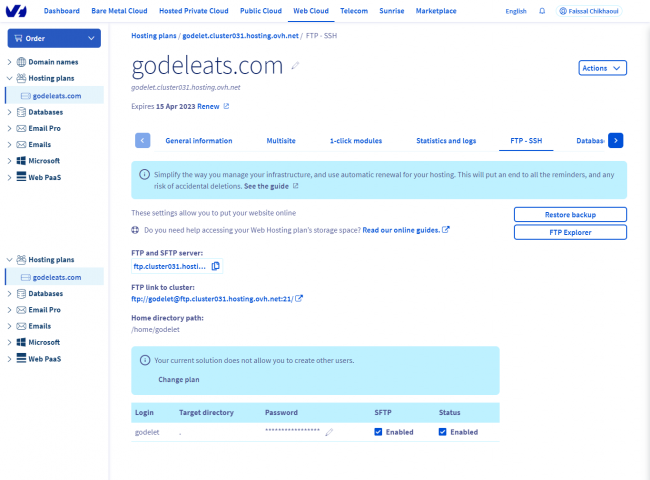 Dashboard Bare Metal Cloud Hosted Private Cloud Public Cloud Web Cloud Telecom Sunrise Marketplace English Faissal Chikhaoui
Order
Domain names
Hosting plans
godeleats.com
Databases
Email Pro
Emails
Microsoft
Web PaaS
Hosting plans
godeleats.com
Databases
Email Pro
Emails
Microsoft
Web PaaS
Hosting plans / godelet.cluster031.hosting.ovh.net / FTP - SSH
godeleats.com
Actions
godelet.cluster031.hosting.ovh.net
Expires 15 Apr 2023 Renew
General information Multisite 1-click modules Statistics and logs FTP - SSH Databas
Simplify the way you manage your infrastructure, and use automatic renewal for your hosting. This will put an end to all the reminders, and any
risk of accidental deletions. See the guide
These settings allow you to put your website online
Restore backup
Do you need help accessing your Web Hosting plan's storage space? Read our online guides.
FTP Explorer
FTP and SFTP server:
ftp.cluster031.hosti...
FTP link to cluster:
ftp://godelet@ftp.cluster031.hosting.ovh.net:21/
Home directory path:
/home/godelet
Your current solution does not allow you to create other users.
Change plan
Login Target directory Password SFTP Status
godelet . ***************** Enabled Enabled